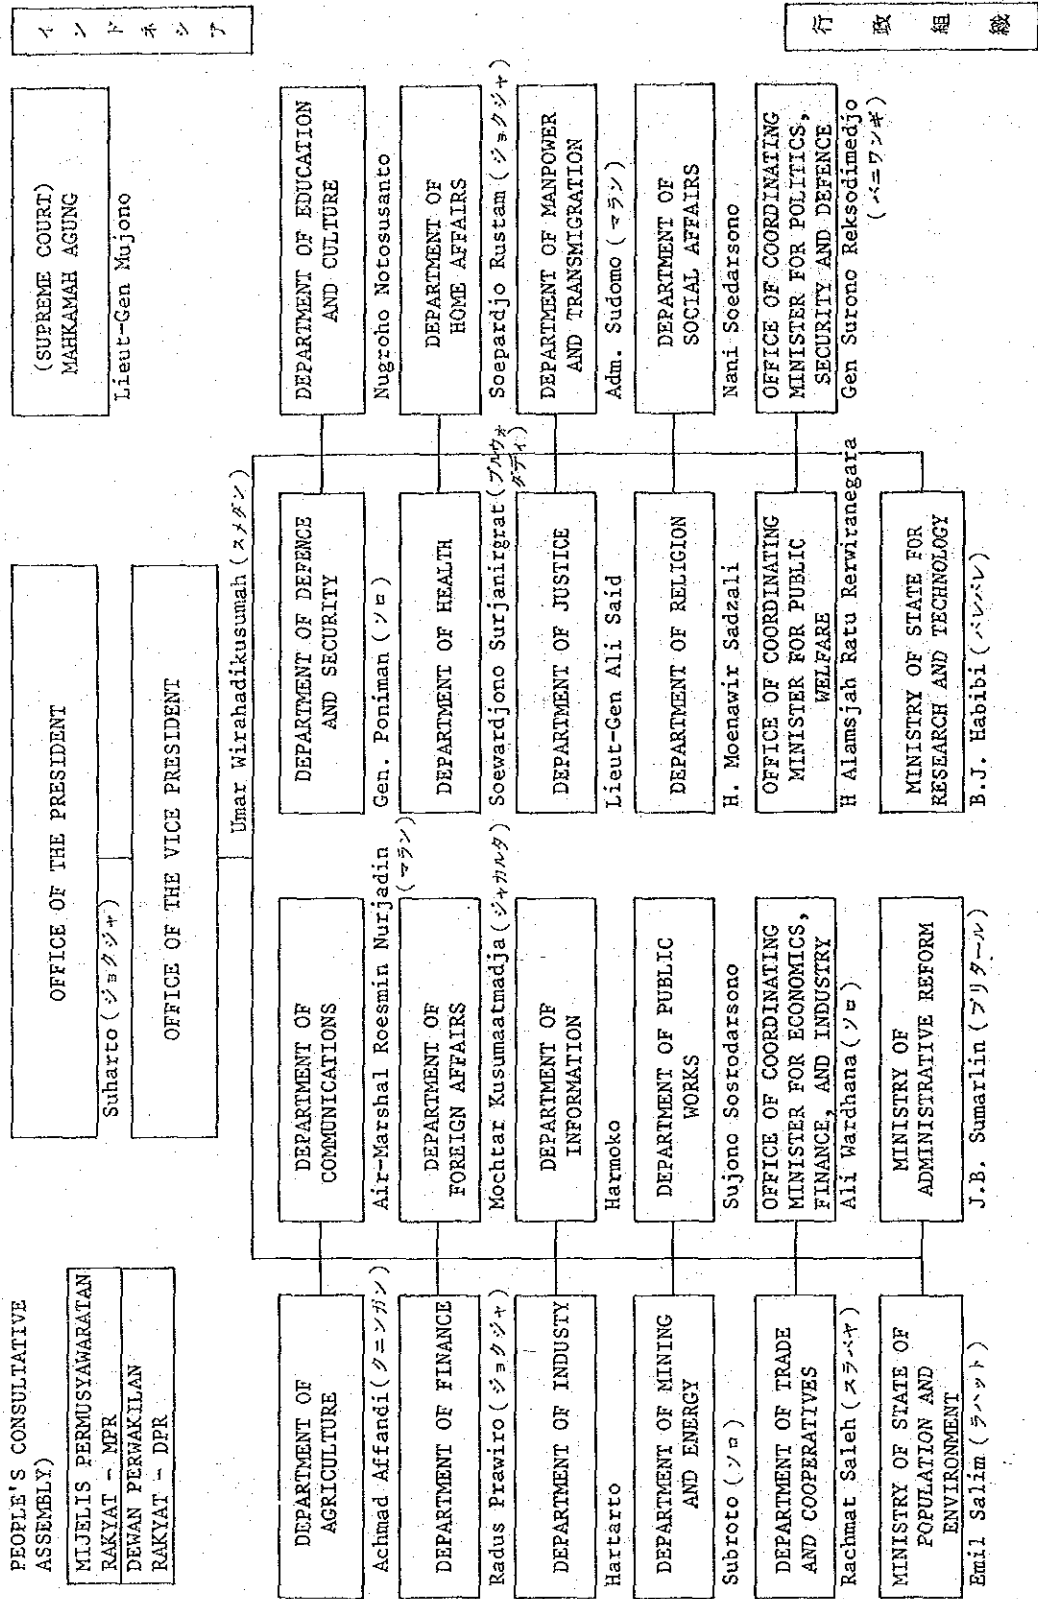 インドネシア
行政組織
PEOPLE'S CONSULTATIVE
ASSEMBLY)
MIJELIS PERMUSYAWARATAN
RAKYAT - MPR
DEWAN PERWAKILAN
RAKYAT - DPR
OFFICE OF THE PRESIDENT
Suharto (ジョクジャ)
OFFICE OF THE VICE PRESIDENT
Umar Wirahadikusumah (スメダン)
(SUPREME COURT)
MAHKAMAH AGUNG
Lieut-Gen Mujono
DEPARTMENT OF
AGRICULTURE
Achmad Affandi (クニンガン)
DEPARTMENT OF
COMMUNICATIONS
Air-Marshal Roesmin Nurjadin
(マラン)
DEPARTMENT OF DEFENCE
AND SECURITY
Gen. Poniman (ソロ)
DEPARTMENT OF EDUCATION
AND CULTURE
Nugroho Notosusanto
DEPARTMENT OF FINANCE
Radus Prawiro (ジョクジャ)
DEPARTMENT OF
FOREIGN AFFAIRS
Mochtar Kusumaatmadja (ジャカルタ)
DEPARTMENT OF HEALTH
Soewardjono Surjanirgrat (プルウォ
ダディ)
DEPARTMENT OF
HOME AFFAIRS
Soepardjo Rustam (ジョクジャ)
DEPARTMENT OF INDUSTY
Hartarto
DEPARTMENT OF
INFORMATION
Harmoko
DEPARTMENT OF JUSTICE
Lieut-Gen Ali Said
DEPARTMENT OF MANPOWER
AND TRANSMIGRATION
Adm. Sudomo (マラン)
DEPARTMENT OF MINING
AND ENERGY
Subroto (ソロ)
DEPARTMENT OF PUBLIC
WORKS
Sujono Sosrodarsono
DEPARTMENT OF RELIGION
H. Moenawir Sadzali
DEPARTMENT OF
SOCIAL AFFAIRS
Nani Soedarsono
DEPARTMENT OF TRADE
AND COOPERATIVES
Rachmat Saleh (スラバヤ)
OFFICE OF COORDINATING
MINISTER FOR ECONOMICS,
FINANCE, AND INDUSTRY
Ali Wardhana (ソロ)
OFFICE OF COORDINATING
MINISTER FOR PUBLIC
WELFARE
H Alamsjah Ratu Rerwiranegara
OFFICE OF COORDINATING
MINISTER FOR POLITICS,
SECURITY AND DEFENCE
Gen Surono Reksodimedjo
(バニワンギ)
MINISTRY OF STATE OF
POPULATION AND
ENVIRONMENT
Emil Salim (ラハット)
MINISTRY OF
ADMINISTRATIVE REFORM
J.B. Sumarlin (ブリタール)
MINISTRY OF STATE FOR
RESEARCH AND TECHNOLOGY
B.J. Habibi (パレパレ)